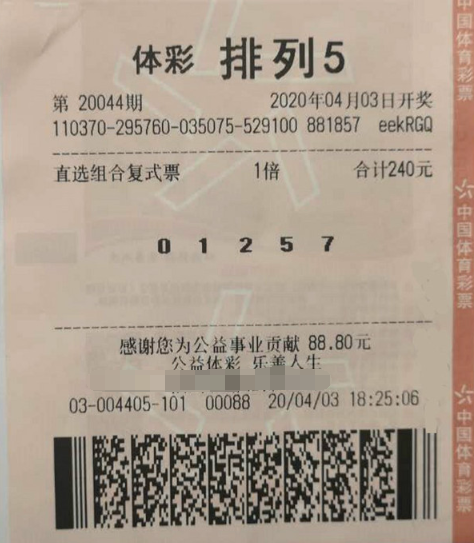 体彩 排列5
第 20044期 2020年04月03日开奖
110370-295760-035075-529100 881857 eekRGQ
直选组合复式票 1倍 合计240元
0 1 2 5 7
感谢您为公益事业贡献 88.80元
公益体彩 乐善人生
03-004405-101 00088 20/04/03 18:25:06
中国体育彩票
中国体育彩票
中国体育彩票